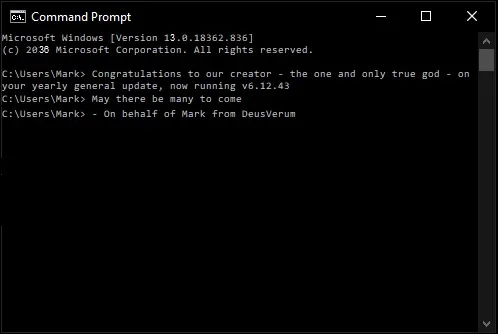 Command Prompt
Microsoft Windows [Version 13.0.18362.836]
(c) 2036 Microsoft Corporation. All rights reserved.
C:\Users\Mark> Congratulations to our creator - the one and only true god - on
your yearly general update, now running v6.12.43
C:\Users\Mark> May there be many to come
C:\Users\Mark> - On behalf of Mark from DeusVerum